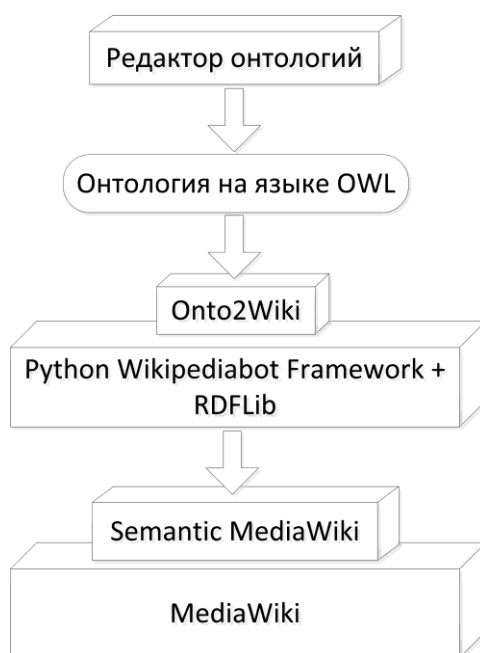 Редактор онтологий
Онтология на языке OWL
Onto2Wiki
Python Wikipediabot Framework +
RDFLib
Semantic MediaWiki
MediaWiki